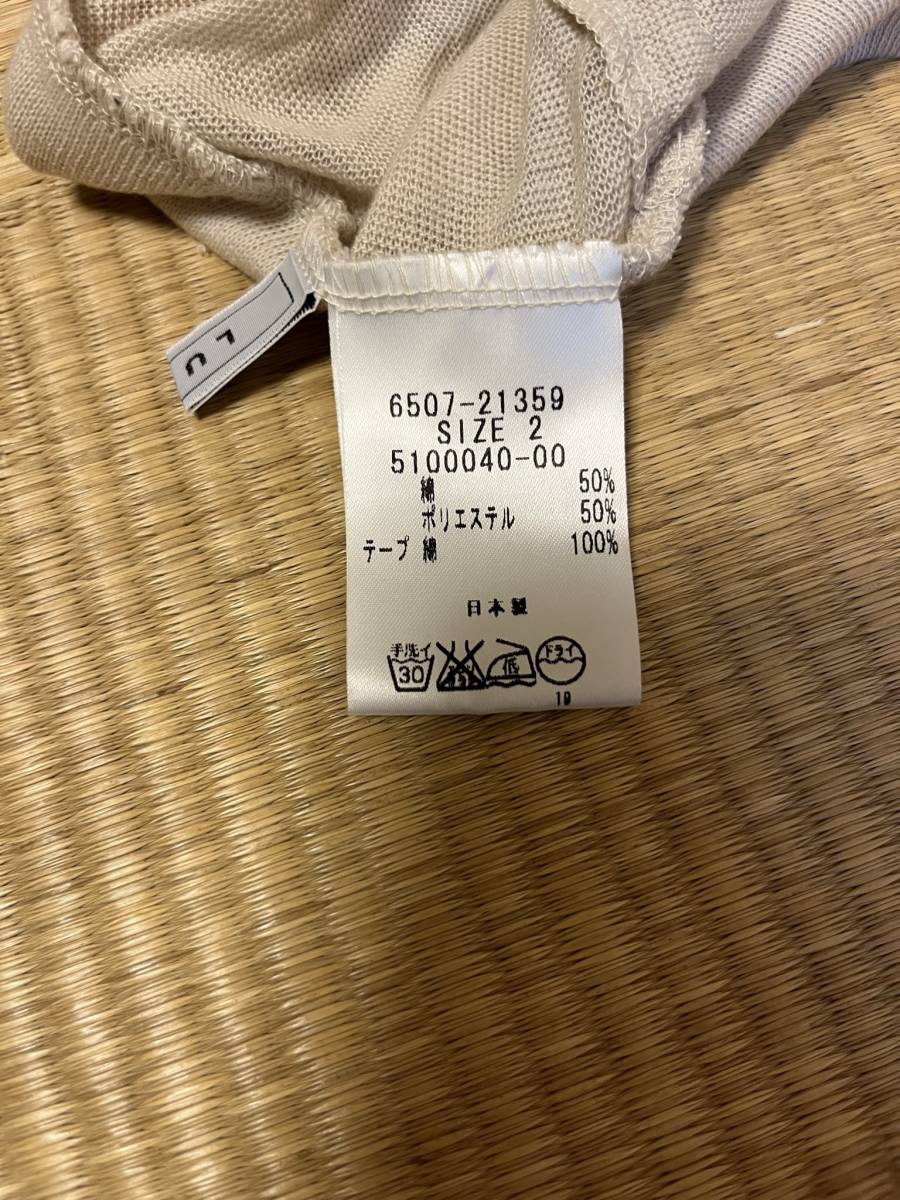 6507-21359
SIZE 2
5100040-00
綿 50%
ポリエステル 50%
テープ 綿 100%
日本製
手洗イ
30
低
ドライ
L U